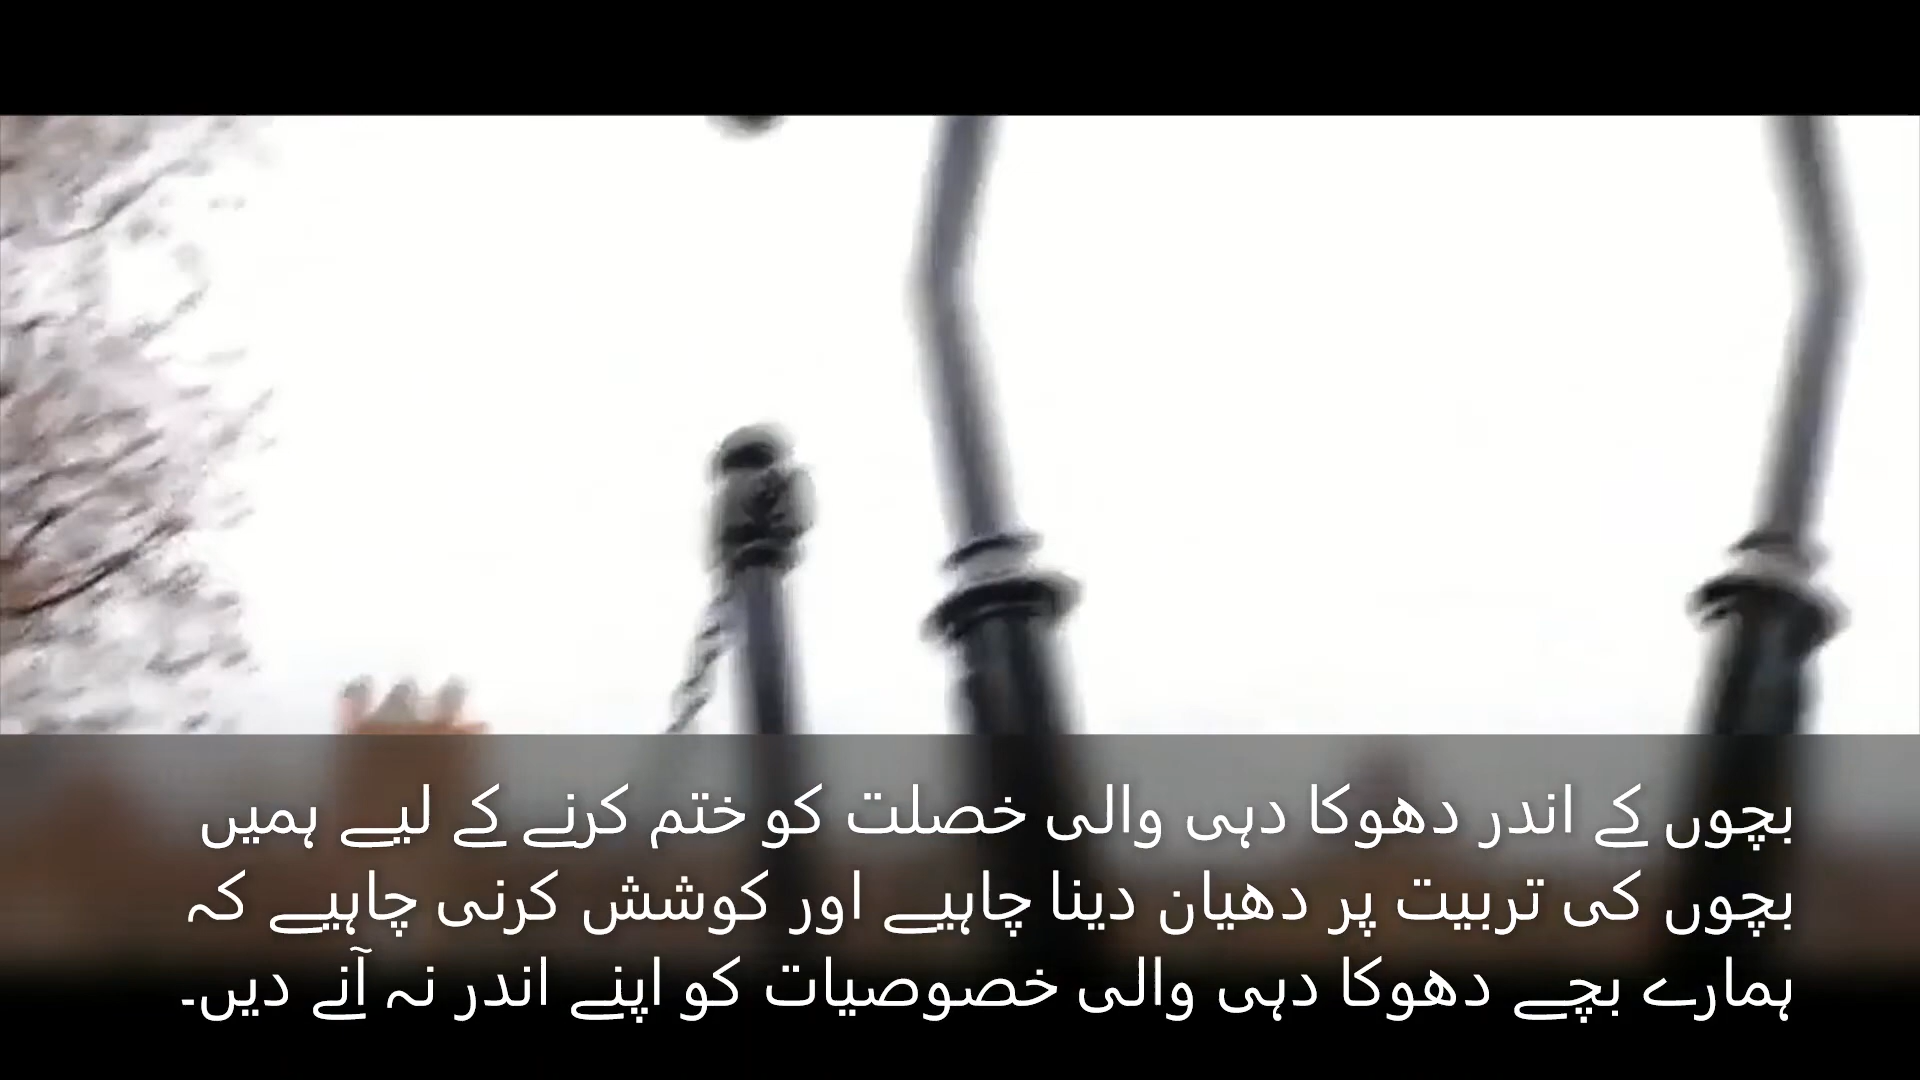 بچوں کے اندر دھوکا دہی والی خصلت کو ختم کرنے کے لیے ہمیں
بچوں کی تربیت پر دھیان دینا چاہیے اور کوشش کرنی چاہیے کہ
ہمارے بچے دھوکا دہی والی خصوصیات کو اپنے اندر نہ آنے دیں۔